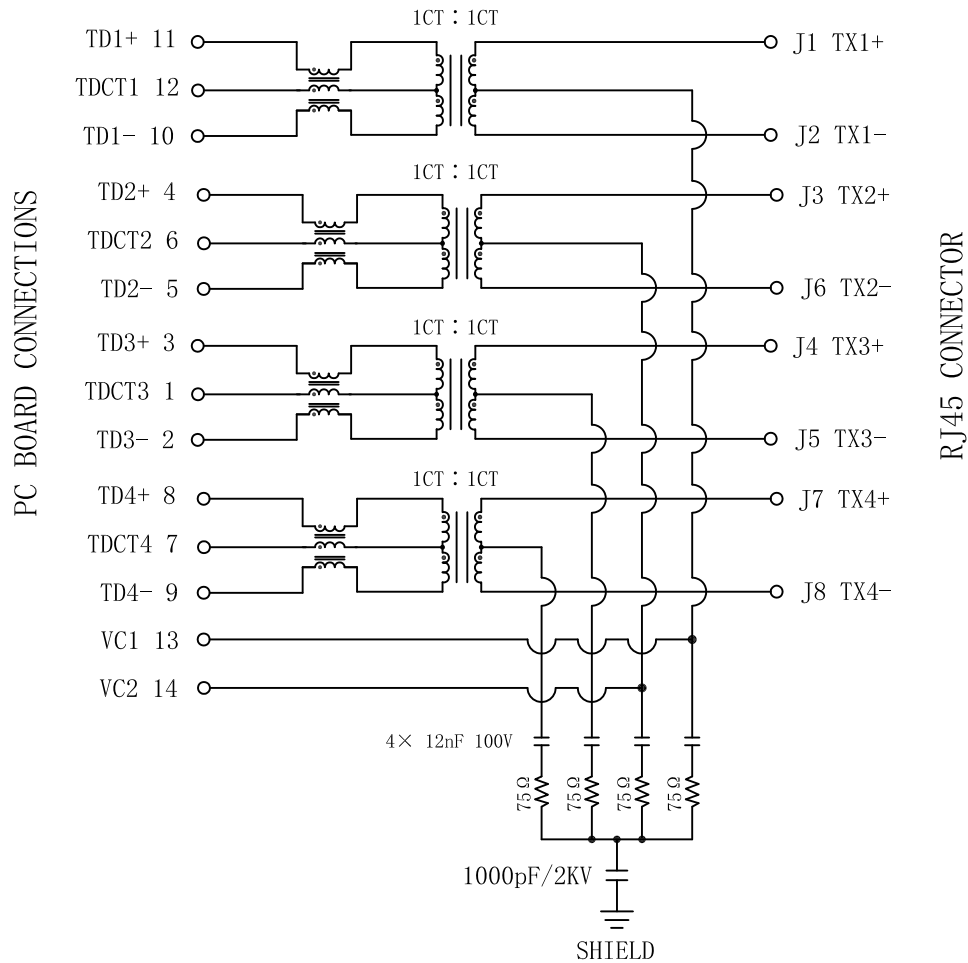 1CT：1CT
TD1+ 11
J1 TX1+
TDCT1 12
TD1- 10
J2 TX1-
1CT：1CT
TD2+ 4
J3 TX2+
TDCT2 6
TD2- 5
J6 TX2-
1CT：1CT
TD3+ 3
J4 TX3+
TDCT3 1
TD3- 2
J5 TX3-
1CT：1CT
TD4+ 8
J7 TX4+
TDCT4 7
TD4- 9
J8 TX4-
VC1 13
VC2 14
PC BOARD CONNECTIONS
RJ45 CONNECTOR
4× 12nF 100V
75Ω
75Ω
75Ω
75Ω
1000pF/2KV
SHIELD